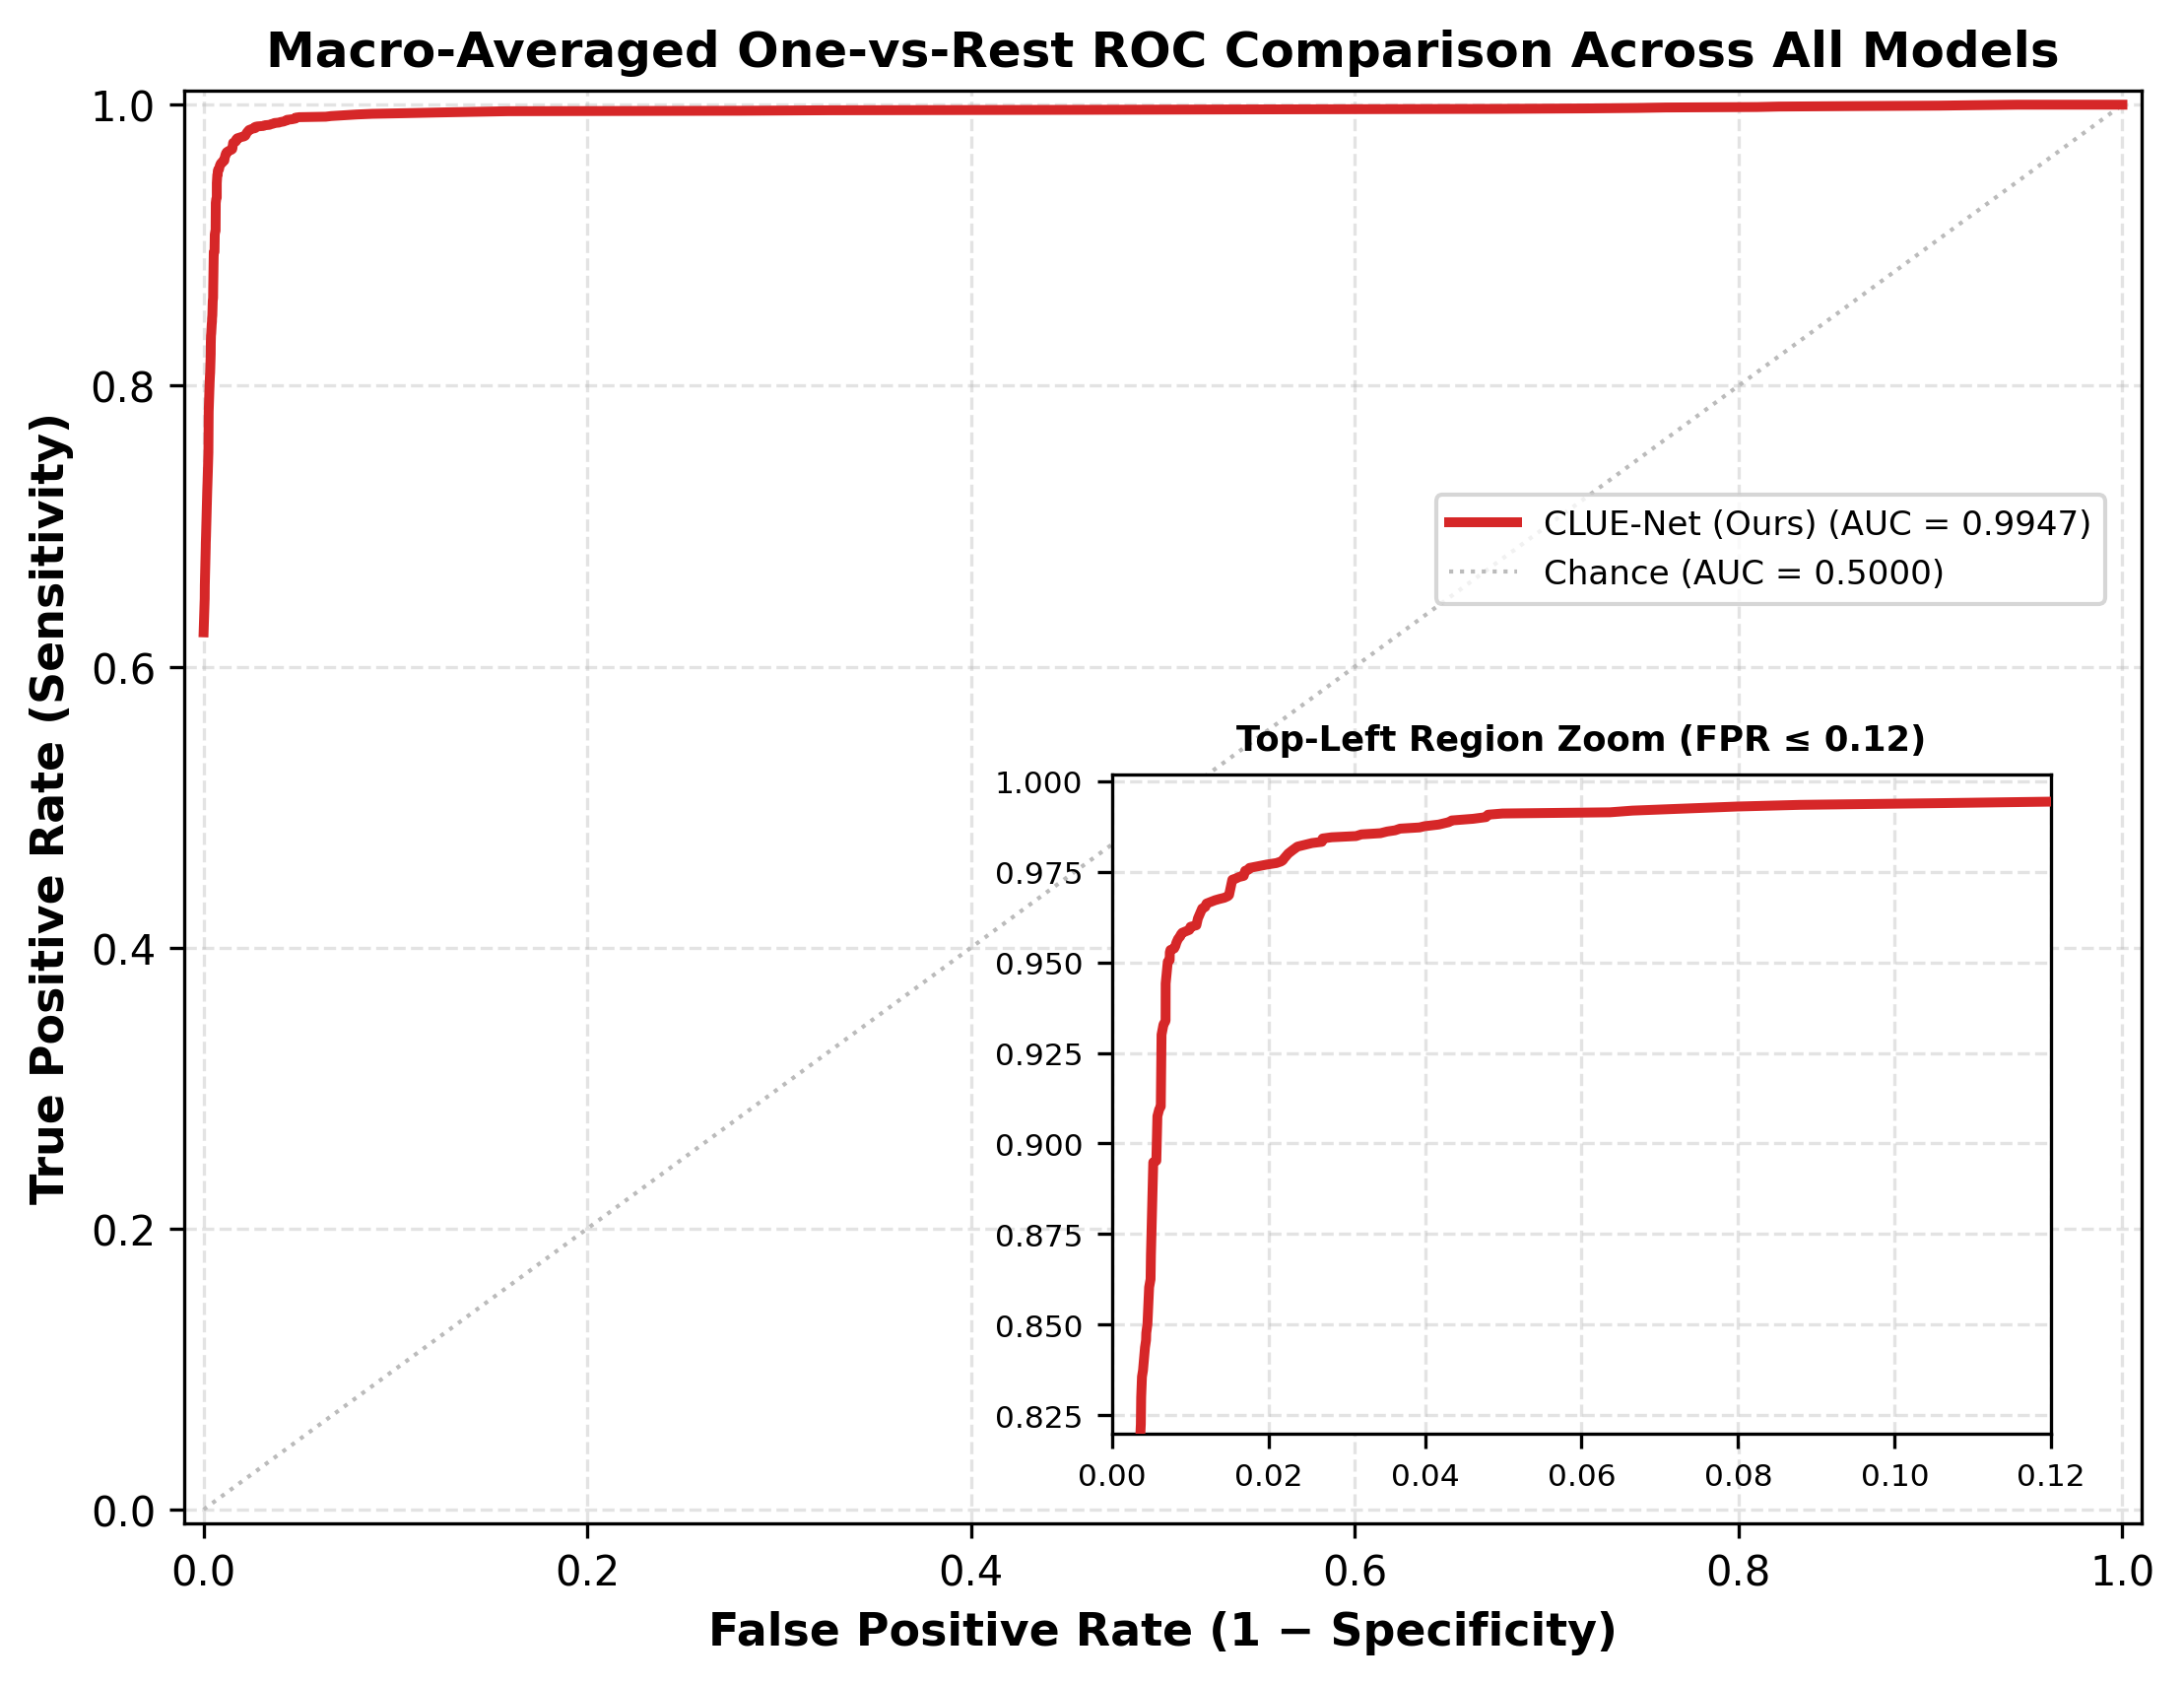 Macro-Averaged One-vs-Rest ROC Comparison Across All Models
True Positive Rate (Sensitivity)
1.0
0.8
0.6
0.4
0.2
0.0
CLUE-Net (Ours) (AUC = 0.9947)
Chance (AUC = 0.5000)
Top-Left Region Zoom (FPR ≤ 0.12)
1.000
0.975
0.950
0.925
0.900
0.875
0.850
0.825
0.00 0.02 0.04 0.06 0.08 0.10 0.12
0.0 0.2 0.4 0.6 0.8 1.0
False Positive Rate (1 − Specificity)